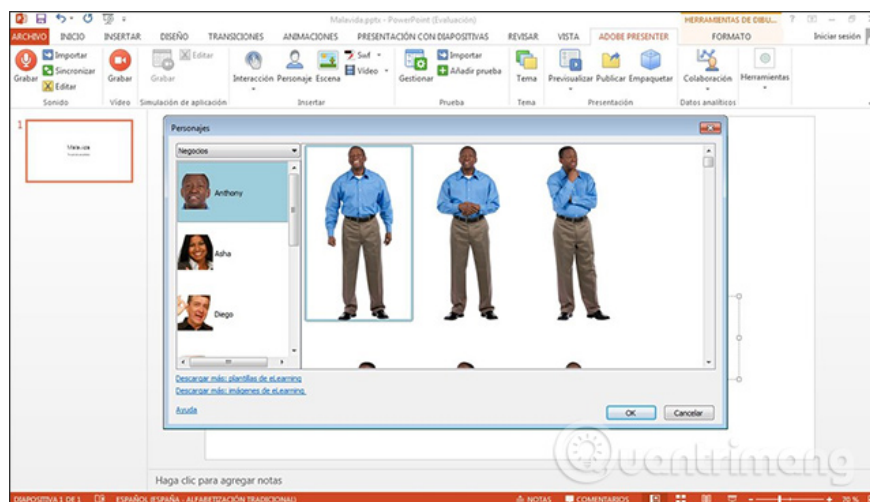 Malavida.pptx - PowerPoint (Evaluación)
HERRAMIENTAS DE DIBU...
ARCHIVO INICIO INSERTAR DISEÑO TRANSICIONES ANIMACIONES PRESENTACIÓN CON DIAPOSITIVAS REVISAR VISTA ADOBE PRESENTER FORMATO Iniciar sesión
Importar
Sincronizar
Editar
Grabar
Grabar
Editar
Grabar
Interacción Personaje Escena
Swf
Vídeo
Gestionar
Importar
Añadir prueba
Tema
Previsualizar Publicar Empaquetar
Colaboración
Herramientas
Sonido Vídeo Simulación de aplicación Insertar Prueba Tema Presentación Datos analíticos
1
Personajes
Negocios
Anthony
Asha
Diego
Descargar más: plantillas de eLearning
Descargar más: imágenes de eLearning.
Ayuda
OK Cancelar
Quantrimang
Haga clic para agregar notas
DIAPOSITIVA 1 DE 1 ESPAÑOL (ESPAÑA - ALFABETIZACIÓN TRADICIONAL) NOTAS COMENTARIOS 70 %